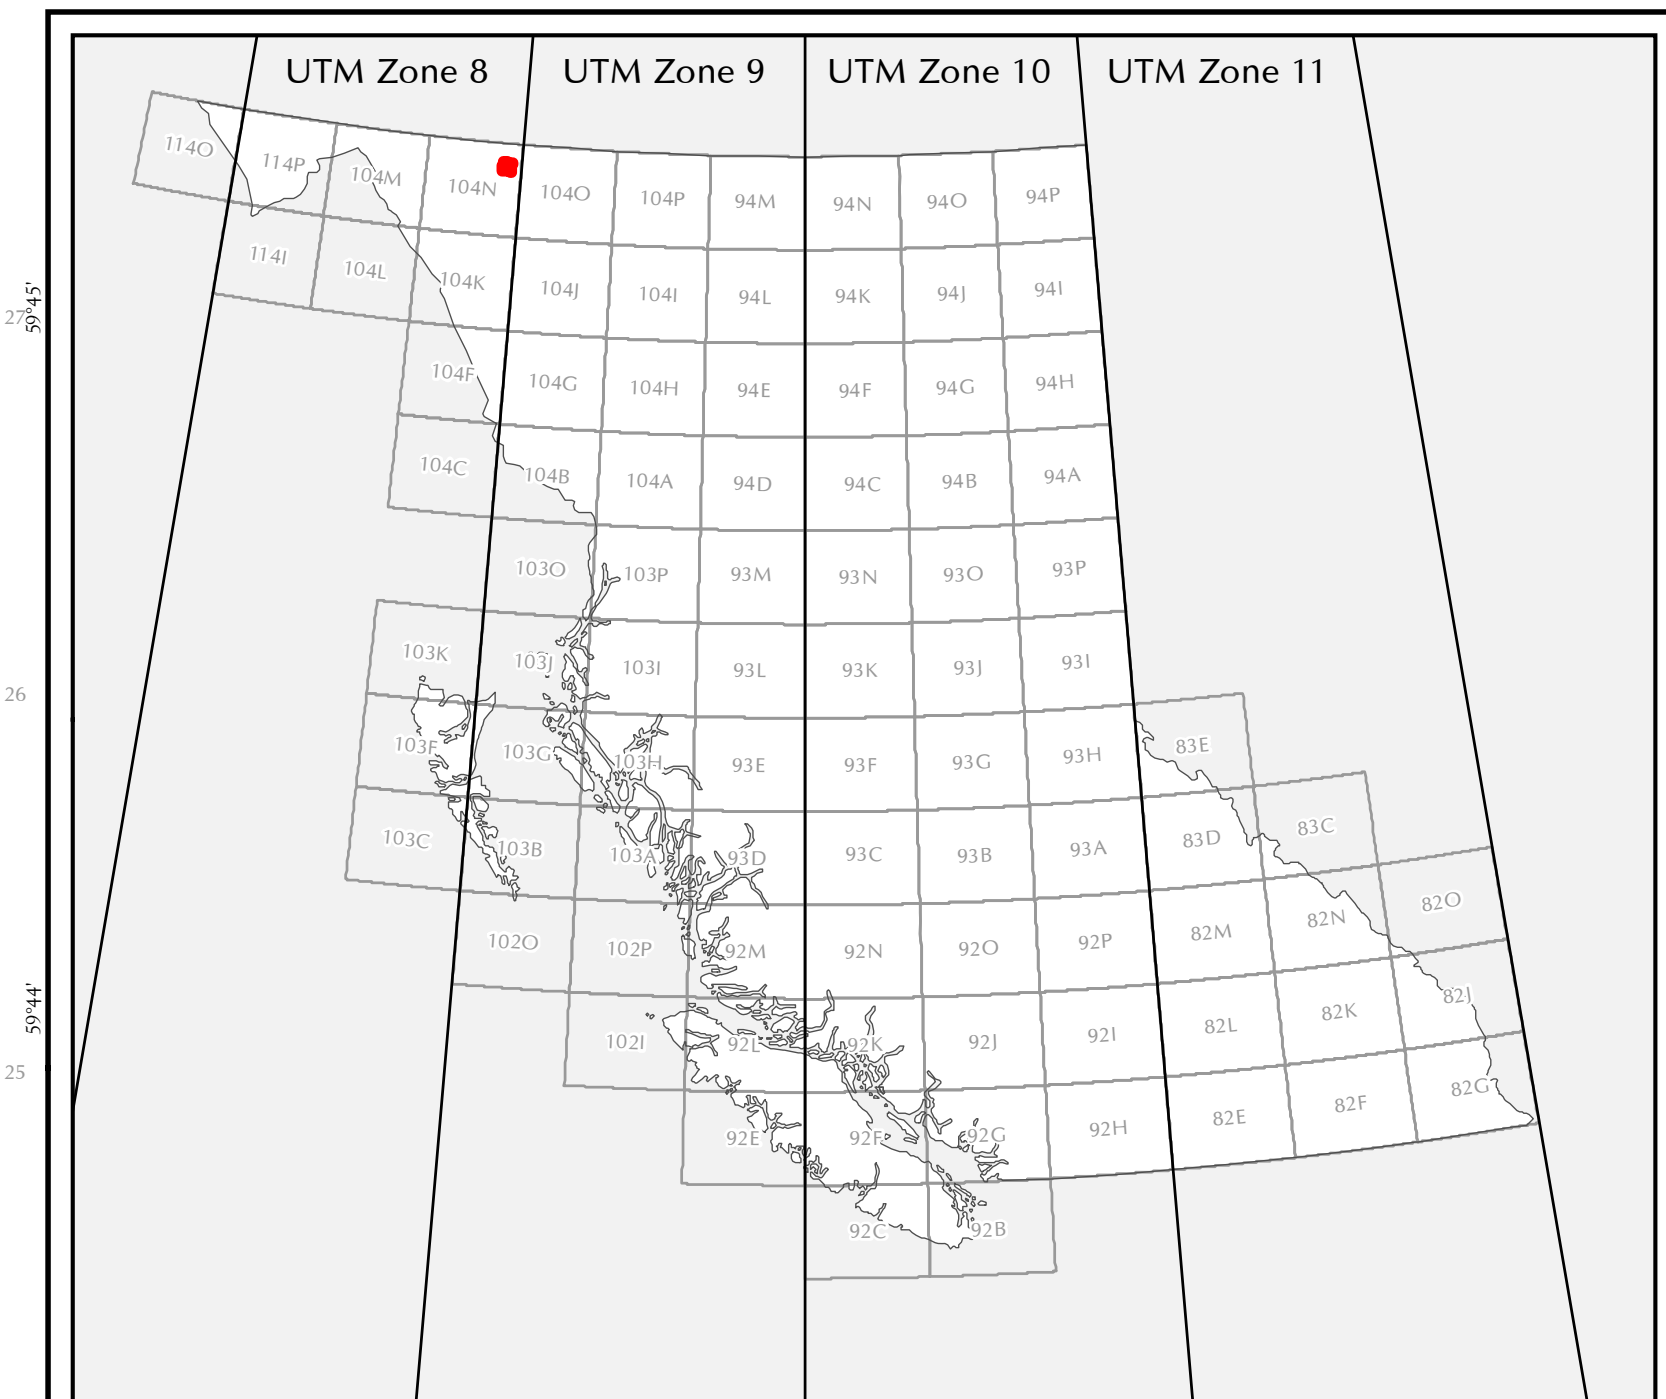 UTM Zone 8 UTM Zone 9 UTM Zone 10 UTM Zone 11
114O 114P 104M 104N 104O 104P 94M 94N 94O 94P
114I 104L 104K 104J 104I 94L 94K 94J 94I
27
59°45'
104F 104G 104H 94E 94F 94G 94H
104C 104B 104A 94D 94C 94B 94A
103O 103P 93M 93N 93O 93P
103K 103J 103I 93L 93K 93J 93I
26
103F 103G 103H 93E 93F 93G 93H 83E
103C 103B 103A 93D 93C 93B 93A 83D 83C
102O 102P 92M 92N 92O 92P 82M 82N 82O
59°44'
102I 92L 92K 92J 92I 82L 82K 82J
25
92E 92F 92G 92H 82E 82F 82G
92C 92B